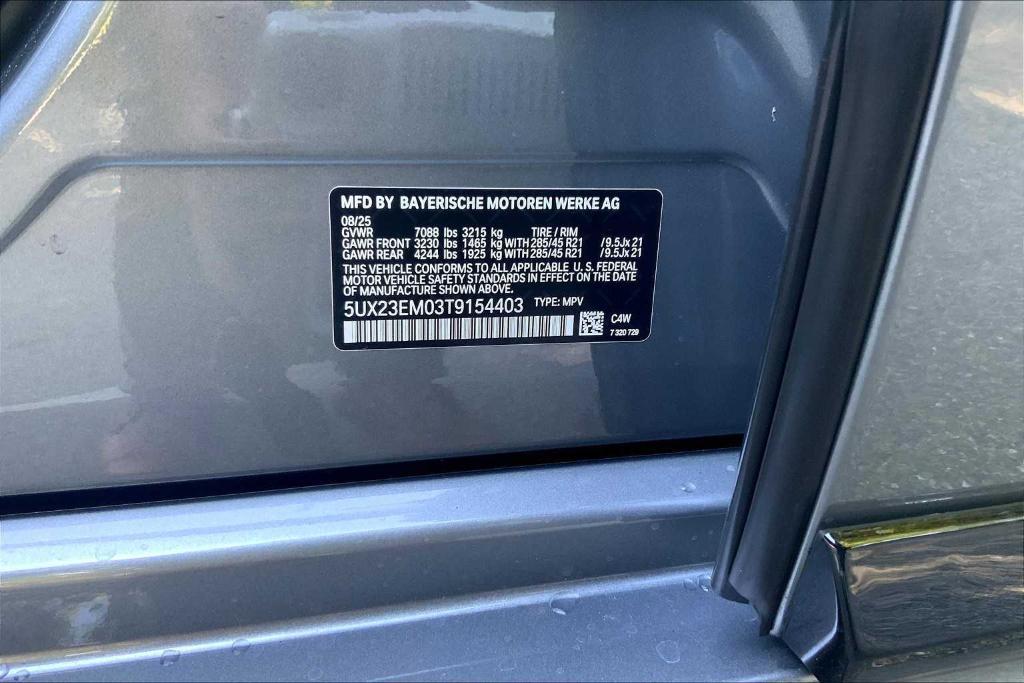 MFD BY BAYERISCHE MOTOREN WERKE AG
08/25
GVWR 7088 lbs 3215 kg TIRE / RIM
GAWR FRONT 3230 lbs 1465 kg WITH 285/45 R21 /9.5Jx21
GAWR REAR 4244 lbs 1925 kg WITH 285/45 R21 /9.5Jx21
THIS VEHICLE CONFORMS TO ALL APPLICABLE U.S. FEDERAL
MOTOR VEHICLE SAFETY STANDARDS IN EFFECT ON THE DATE
OF MANUFACTURE SHOWN ABOVE.
5UX23EM03T9154403 TYPE: MPV
C4W
7 320 729